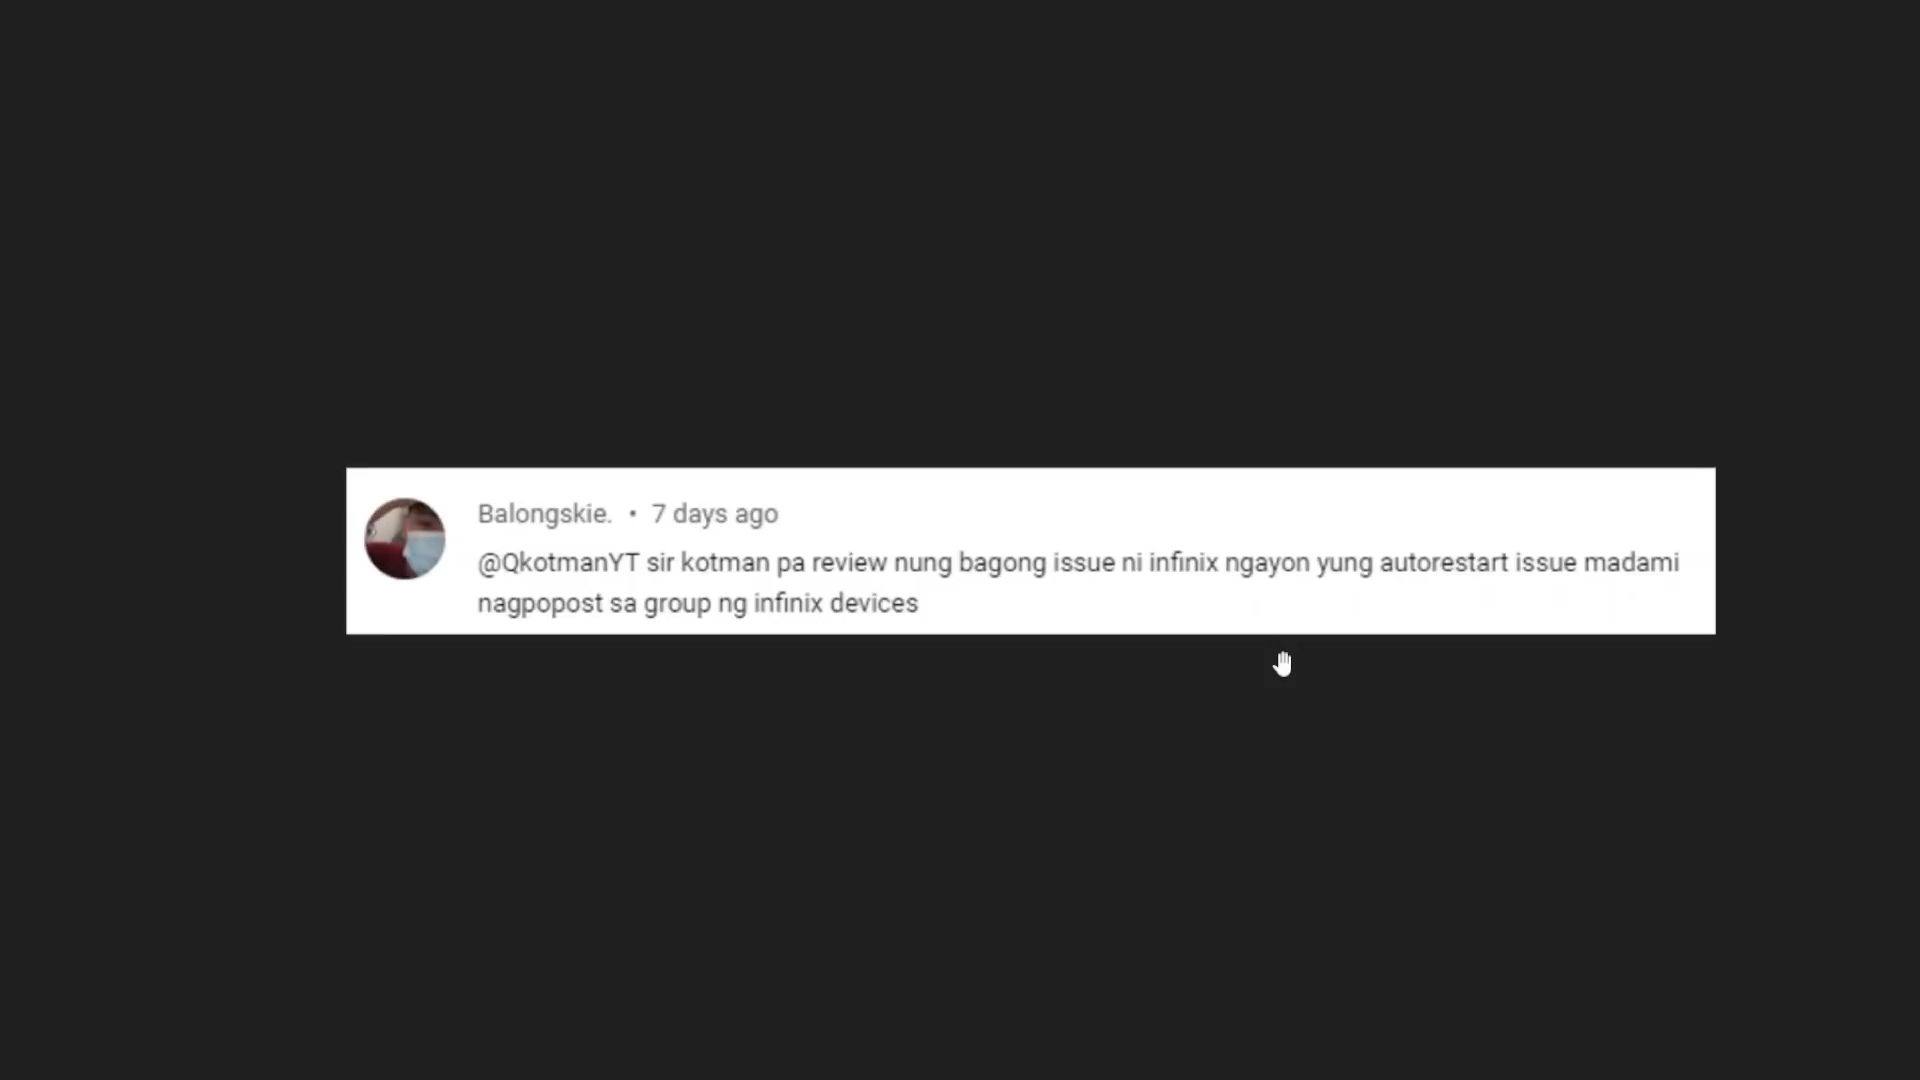 Balongskie. • 7 days ago
@QkotmanYT sir kotman pa review nung bagong issue ni infinix ngayon yung autorestart issue madami
nagpopost sa group ng infinix devices